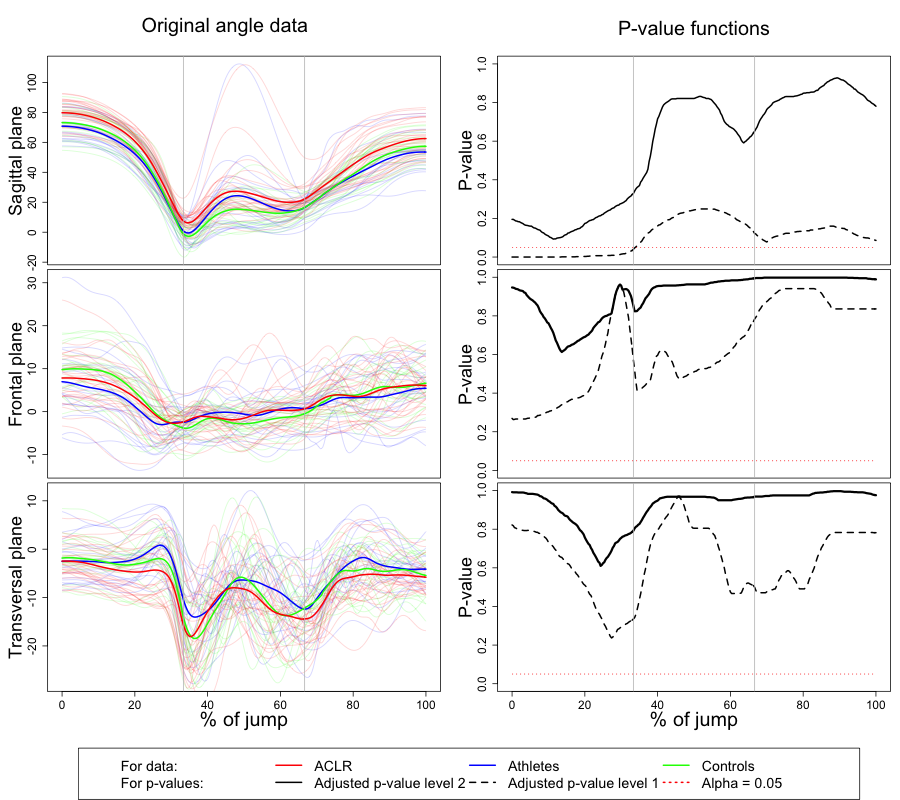 Original angle data
P-value functions
Sagittal plane
-20 0 20 40 60 80 100
P-value
0.0 0.2 0.4 0.6 0.8 1.0
Frontal plane
-10 0 10 20 30
P-value
0.0 0.2 0.4 0.6 0.8 1.0
Transversal plane
-20 -10 0 10
P-value
0.0 0.2 0.4 0.6 0.8 1.0
0 20 40 60 80 100
% of jump
0 20 40 60 80 100
% of jump
For data: ACLR Athletes Controls
For p-values: Adjusted p-value level 2 Adjusted p-value level 1 Alpha = 0.05